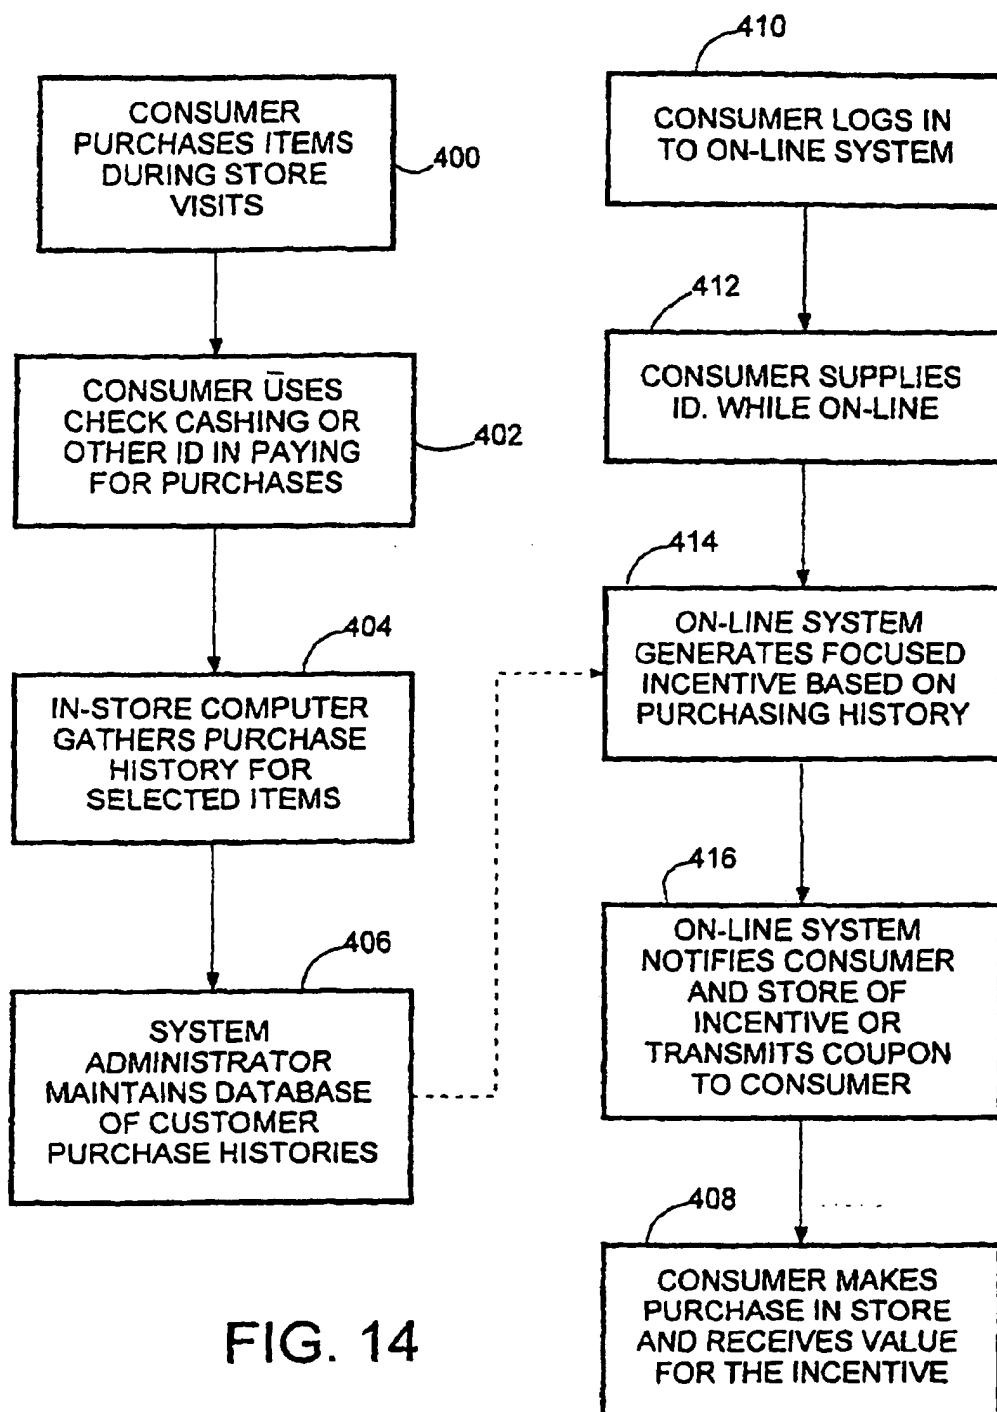 CONSUMER
PURCHASES ITEMS
DURING STORE
VISITS
400
CONSUMER USES
CHECK CASHING OR
OTHER ID IN PAYING
FOR PURCHASES
402
404
IN-STORE COMPUTER
GATHERS PURCHASE
HISTORY FOR
SELECTED ITEMS
406
SYSTEM
ADMINISTRATOR
MAINTAINS DATABASE
OF CUSTOMER
PURCHASE HISTORIES
410
CONSUMER LOGS IN
TO ON-LINE SYSTEM
412
CONSUMER SUPPLIES
ID. WHILE ON-LINE
414
ON-LINE SYSTEM
GENERATES FOCUSED
INCENTIVE BASED ON
PURCHASING HISTORY
416
ON-LINE SYSTEM
NOTIFIES CONSUMER
AND STORE OF
INCENTIVE OR
TRANSMITS COUPON
TO CONSUMER
408
CONSUMER MAKES
PURCHASE IN STORE
AND RECEIVES VALUE
FOR THE INCENTIVE
FIG. 14